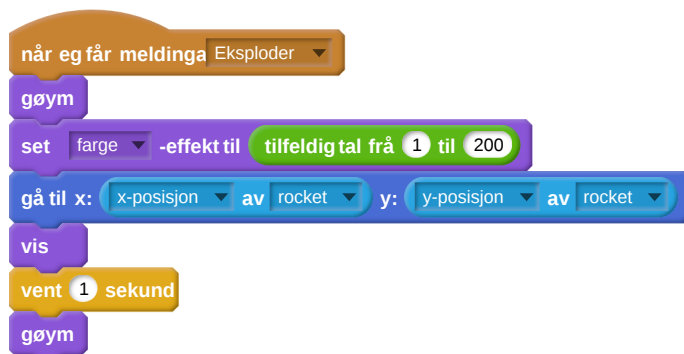 når eg får meldinga Eksploder
gøym
set farge -effekt til tilfeldig tal frå 1 til 200
gå til x: x-posisjon av rocket y: y-posisjon av rocket
vis
vent 1 sekund
gøym